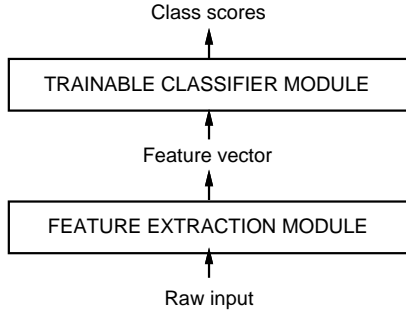 Class scores
TRAINABLE CLASSIFIER MODULE
Feature vector
FEATURE EXTRACTION MODULE
Raw input